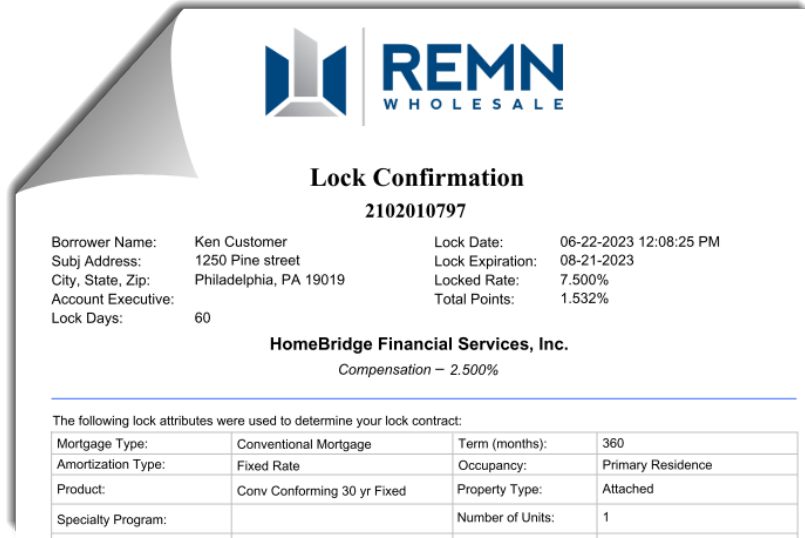 REMN
WHOLESALE
Lock Confirmation
2102010797
Borrower Name: Ken Customer Lock Date: 06-22-2023 12:08:25 PM
Subj Address: 1250 Pine street Lock Expiration: 08-21-2023
City, State, Zip: Philadelphia, PA 19019 Locked Rate: 7.500%
Account Executive: Total Points: 1.532%
Lock Days: 60
HomeBridge Financial Services, Inc.
Compensation – 2.500%
The following lock attributes were used to determine your lock contract:
Mortgage Type: Conventional Mortgage Term (months): 360
Amortization Type: Fixed Rate Occupancy: Primary Residence
Product: Conv Conforming 30 yr Fixed Property Type: Attached
Specialty Program: Number of Units: 1